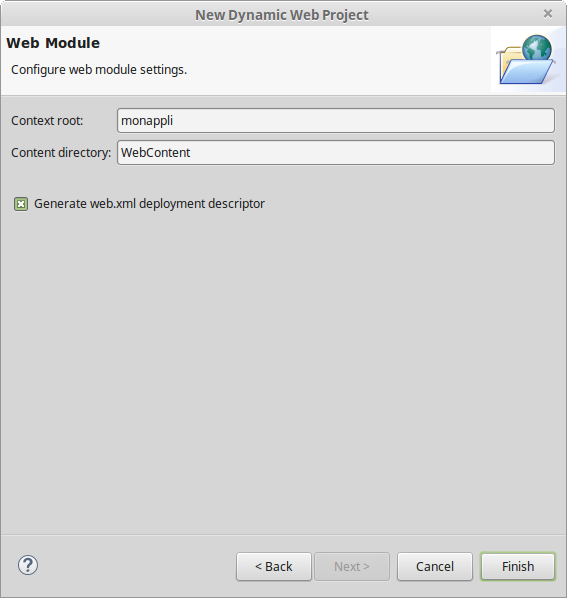 New Dynamic Web Project
Web Module
Configure web module settings.
Context root: monappli
Content directory: WebContent
Generate web.xml deployment descriptor
? < Back Next > Cancel Finish